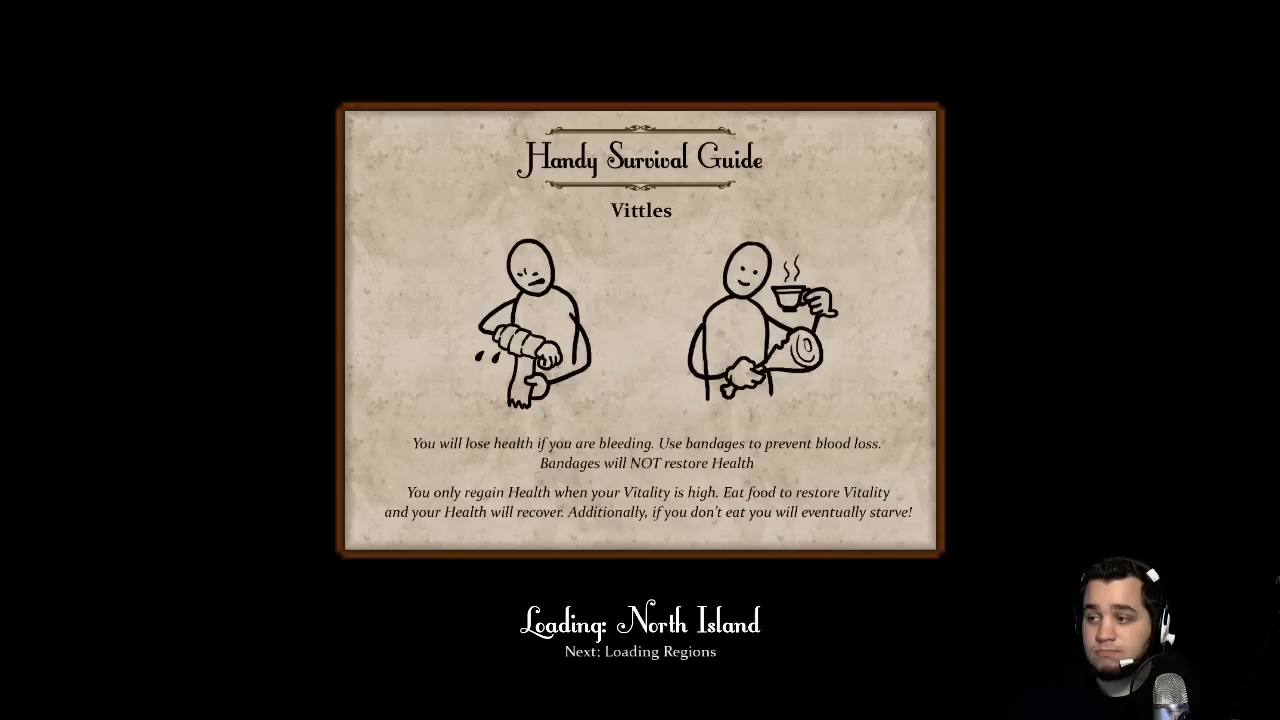 Handy Survival Guide
Vittles
You will lose health if you are bleeding. Use bandages to prevent blood loss.
Bandages will NOT restore Health
You only regain Health when your Vitality is high. Eat food to restore Vitality
and your Health will recover. Additionally, if you don't eat you will eventually starve!
Loading: North Island
Next: Loading Regions